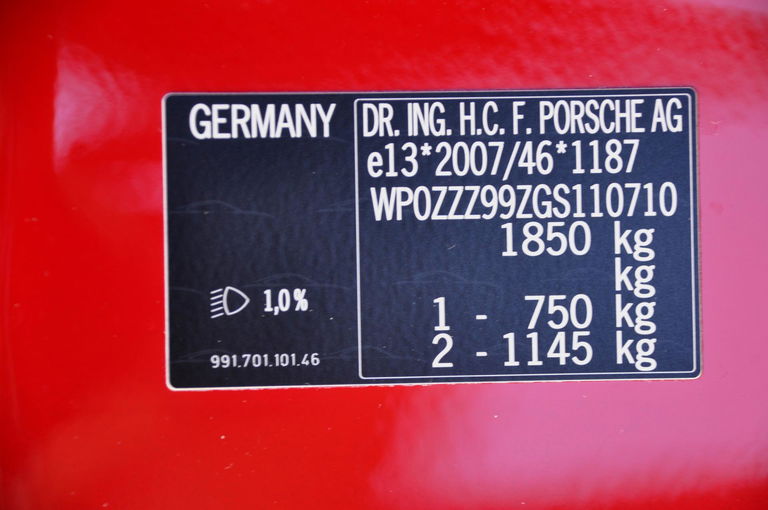 GERMANY
1,0%
991.701.101.46
DR. ING. H.C. F. PORSCHE AG
e13*2007/46*1187
WP0ZZZ99ZGS110710
1850 kg
kg
1 - 750 kg
2 - 1145 kg